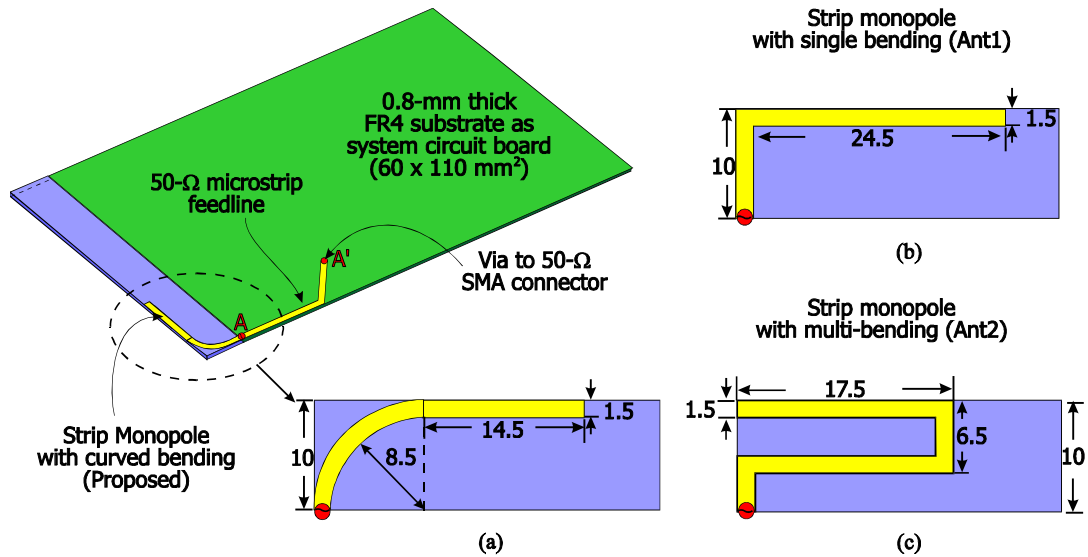 0.8-mm thick
FR4 substrate as
system circuit board
(60 x 110 mm²)
50-Ω microstrip
feedline
A'
A
Via to 50-Ω
SMA connector
Strip Monopole
with curved bending
(Proposed)
10
8.5
14.5
1.5
(a)
Strip monopole
with single bending (Ant1)
10
24.5
1.5
(b)
Strip monopole
with multi-bending (Ant2)
17.5
1.5
6.5
10
(c)